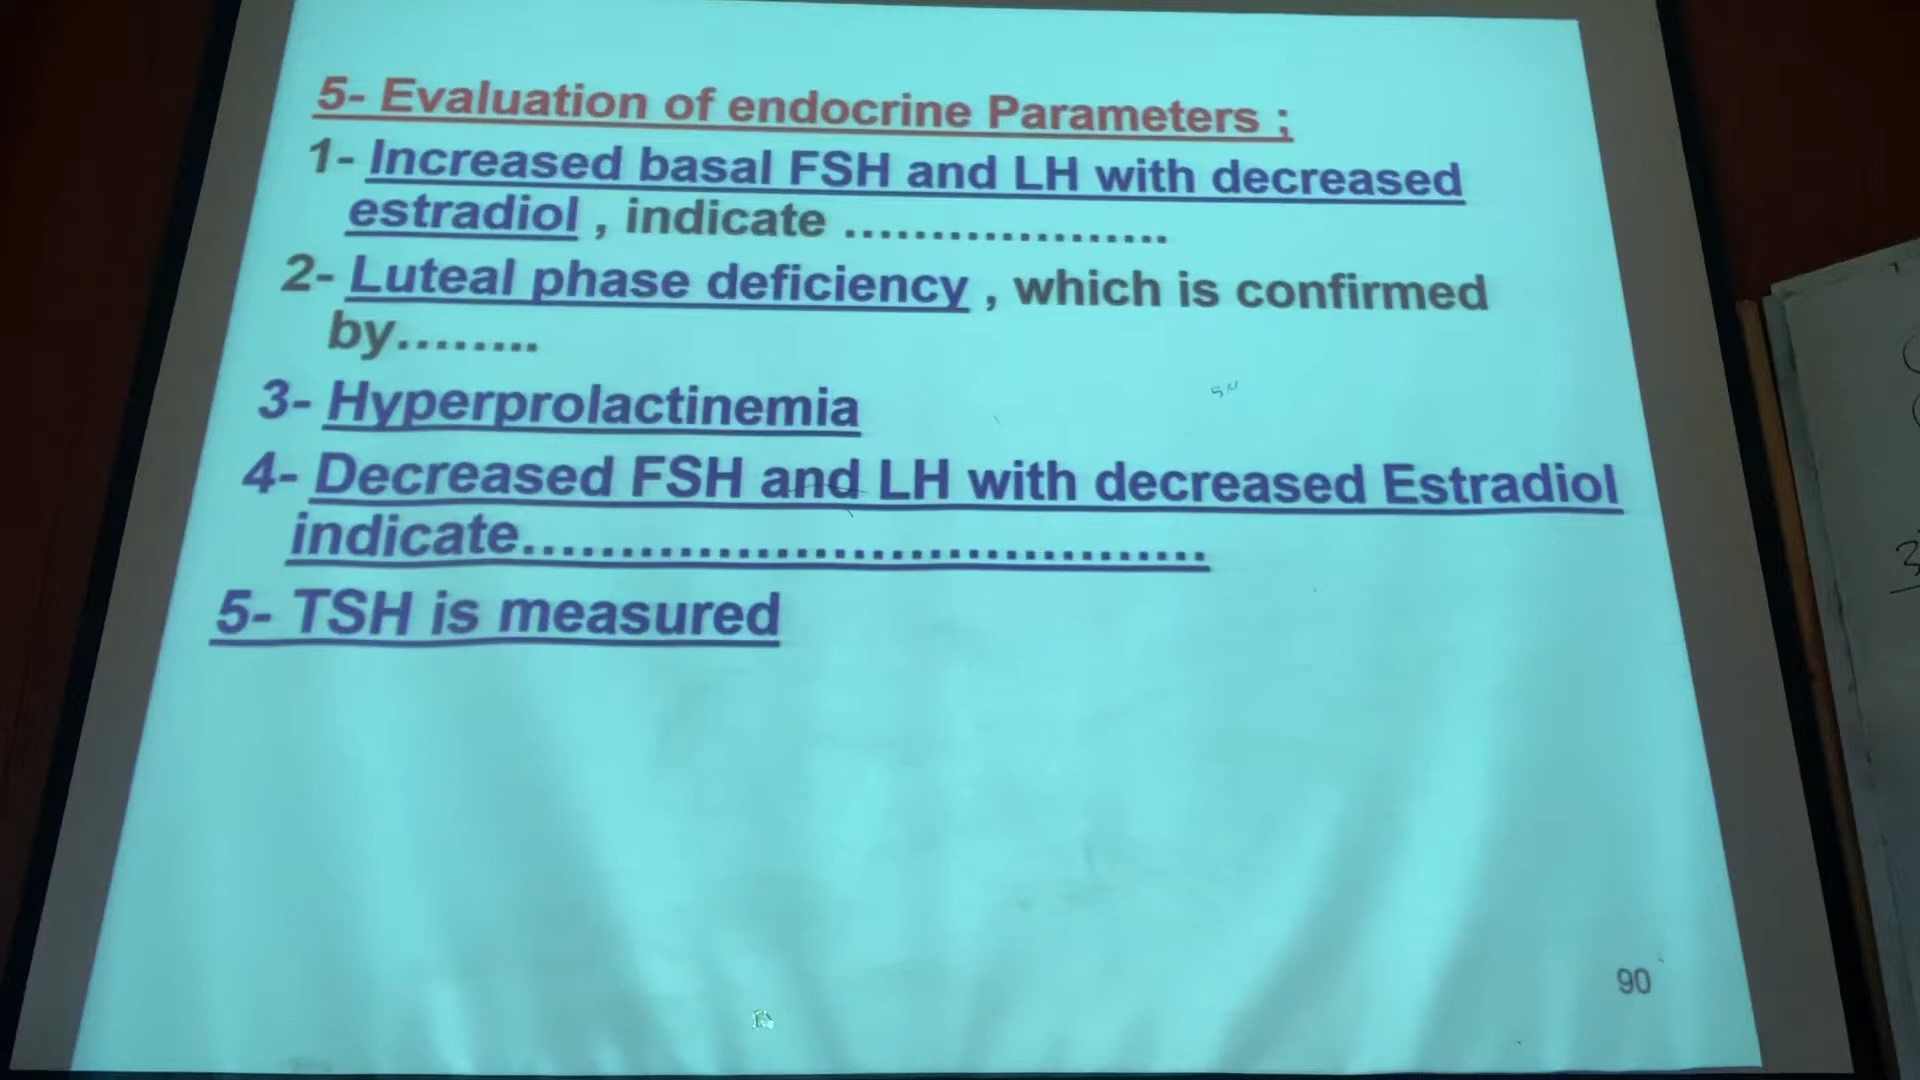 5- Evaluation of endocrine Parameters ;
1- Increased basal FSH and LH with decreased
estradiol , indicate ...................
2- Luteal phase deficiency , which is confirmed
by........
3- Hyperprolactinemia
4- Decreased FSH and LH with decreased Estradiol
indicate....................................
5- TSH is measured
90